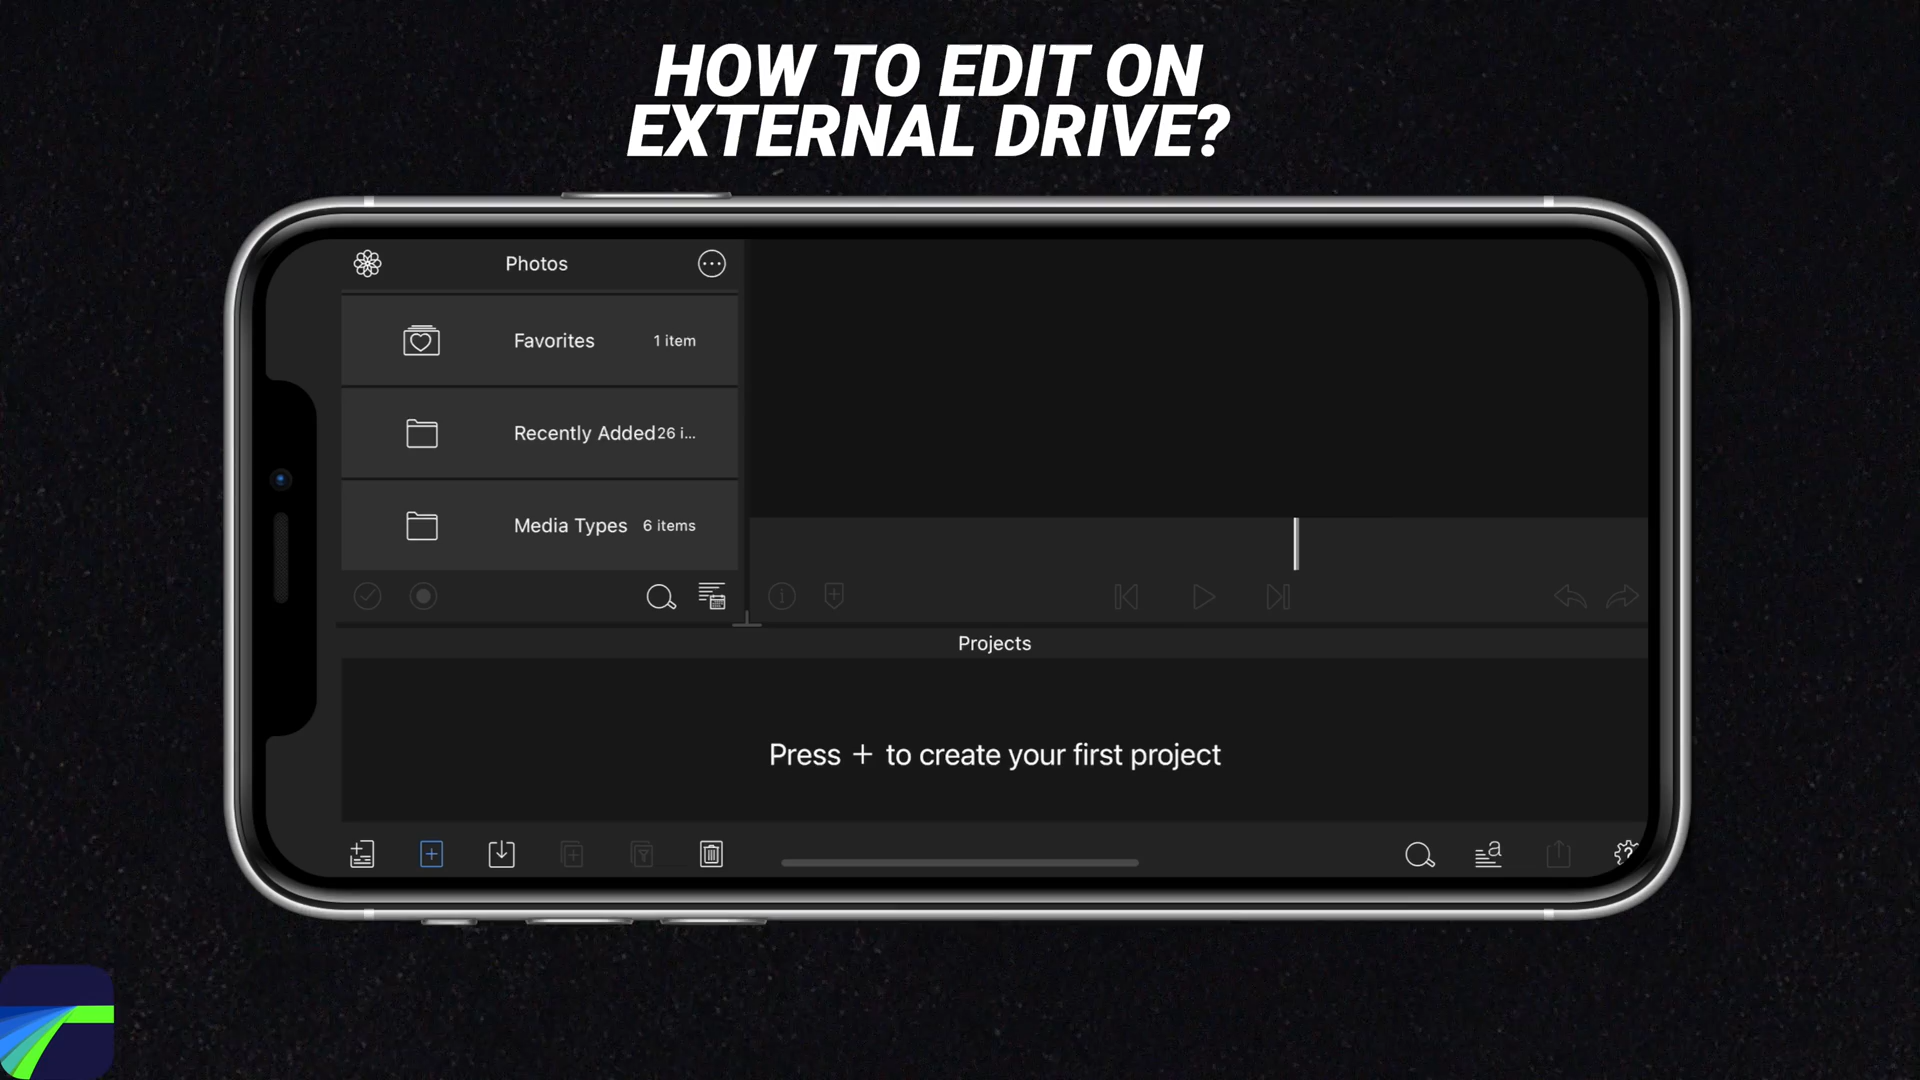 HOW TO EDIT ON
EXTERNAL DRIVE?
Photos
Favorites 1 item
Recently Added 26 i...
Media Types 6 items
Projects
Press + to create your first project